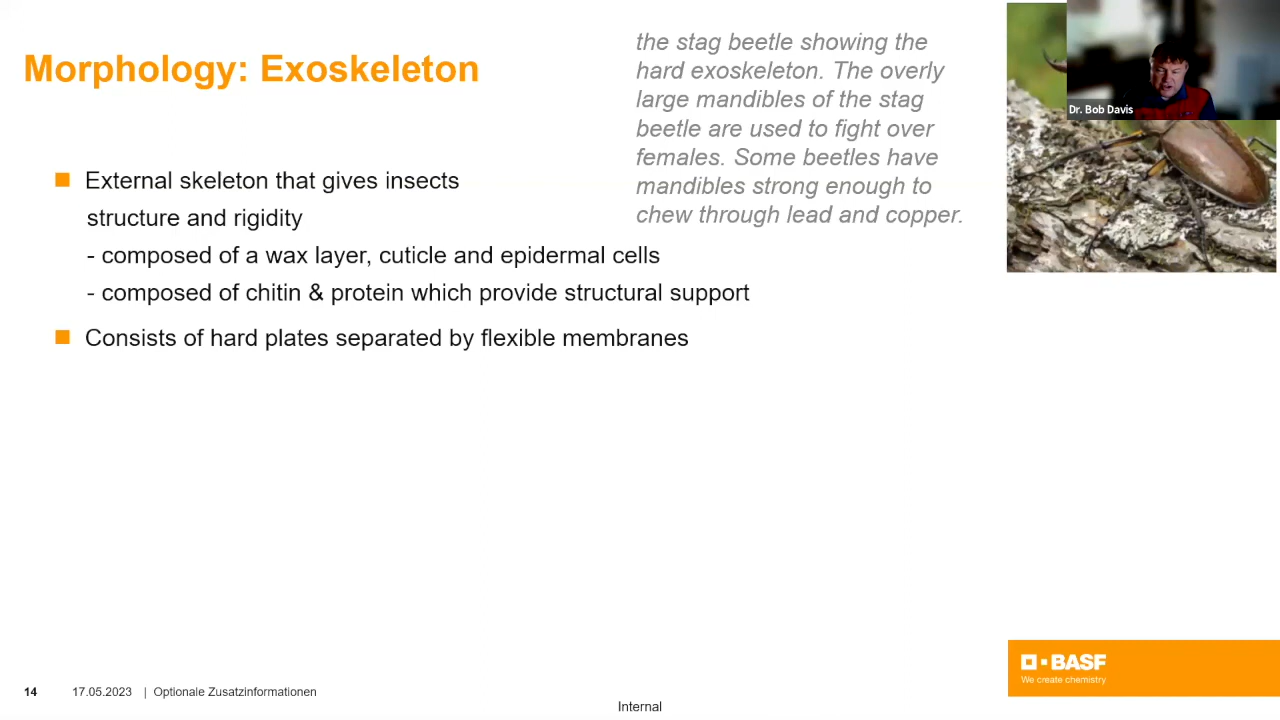 Morphology: Exoskeleton
the stag beetle showing the
hard exoskeleton. The overly
large mandibles of the stag
beetle are used to fight over
females. Some beetles have
mandibles strong enough to
chew through lead and copper.
Dr. Bob Davis
External skeleton that gives insects
structure and rigidity
- composed of a wax layer, cuticle and epidermal cells
- composed of chitin & protein which provide structural support
Consists of hard plates separated by flexible membranes
BASF
We create chemistry
14 17.05.2023 | Optionale Zusatzinformationen
Internal